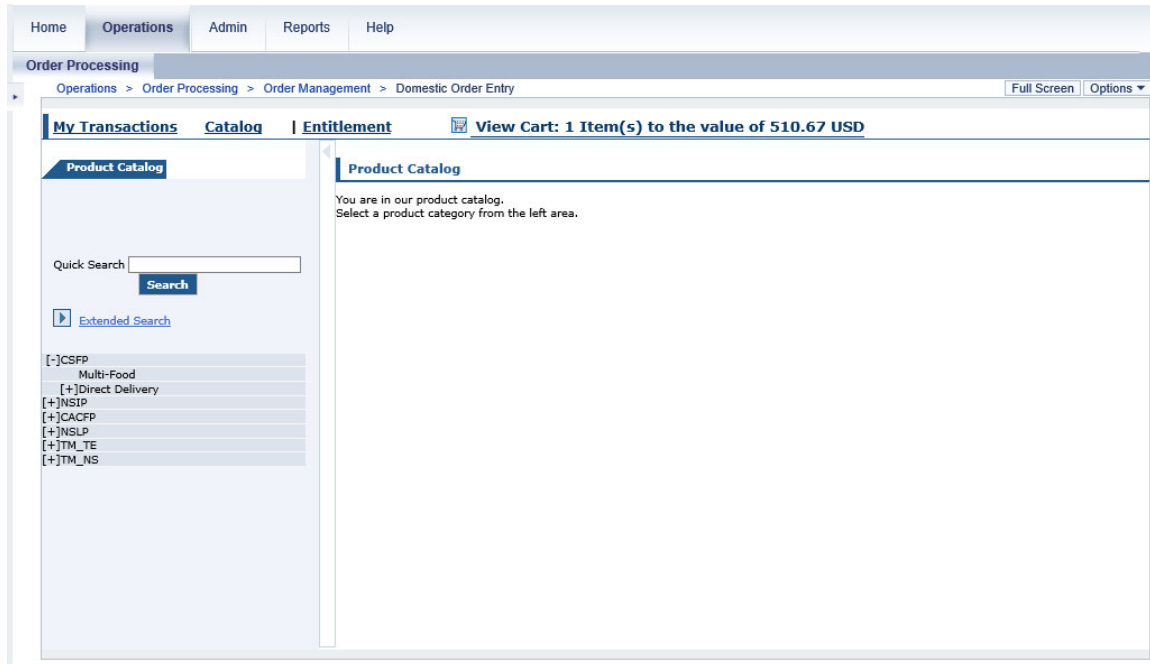 Home Operations Admin Reports Help
Order Processing
Operations > Order Processing > Order Management > Domestic Order Entry Full Screen Options
My Transactions Catalog | Entitlement View Cart: 1 Item(s) to the value of 510.67 USD
Product Catalog
Product Catalog
You are in our product catalog.
Select a product category from the left area.
Quick Search
Search
Extended Search
[-]CSFP
Multi-Food
[+]Direct Delivery
[+]NSIP
[+]CACFP
[+]NSLP
[+]TM_TE
[+]TM_NS